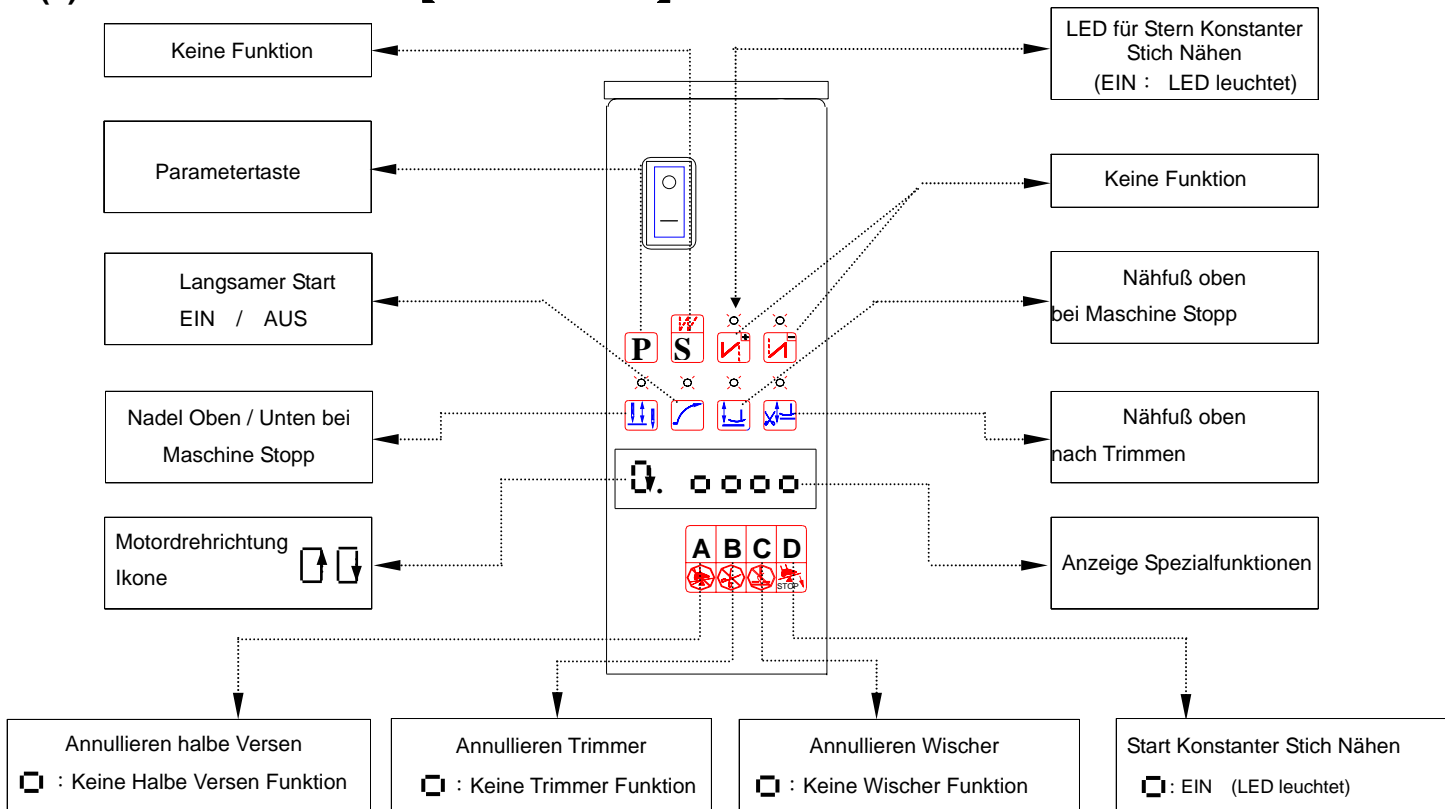 Keine Funktion
LED für Stern Konstanter
Stich Nähen
(EIN： LED leuchtet)
Parametertaste
Keine Funktion
Langsamer Start
EIN / AUS
Nähfuß oben
bei Maschine Stopp
P S
Nadel Oben / Unten bei
Maschine Stopp
Nähfuß oben
nach Trimmen
Motordrehrichtung
Ikone
Anzeige Spezialfunktionen
A B C D
STOP
Annullieren halbe Versen
：Keine Halbe Versen Funktion
Annullieren Trimmer
：Keine Trimmer Funktion
Annullieren Wischer
：Keine Wischer Funktion
Start Konstanter Stich Nähen
: EIN (LED leuchtet)